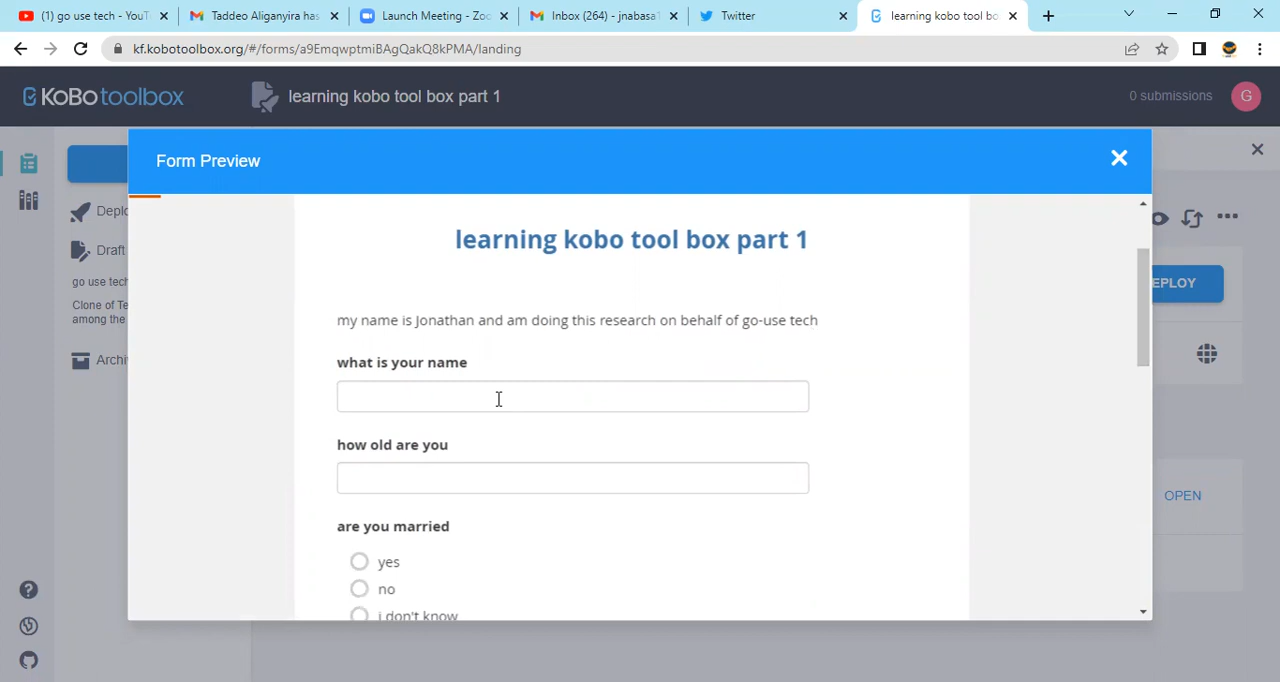 (1) go use tech - YouT
Taddeo Aliganyira has
Launch Meeting - Zoo
Inbox (264) - jnabasa1
Twitter
learning kobo tool bo
kf.kobotoolbox.org/#/forms/a9EmqwptmiBAgQakQ8kPMA/landing
KoBotoolbox
learning kobo tool box part 1
0 submissions
G
Form Preview
Deplo
Draft
go use tech
Clone of Te
among the
Archi
EPLOY
OPEN
learning kobo tool box part 1
my name is Jonathan and am doing this research on behalf of go-use tech
what is your name
how old are you
are you married
yes
no
i don't know